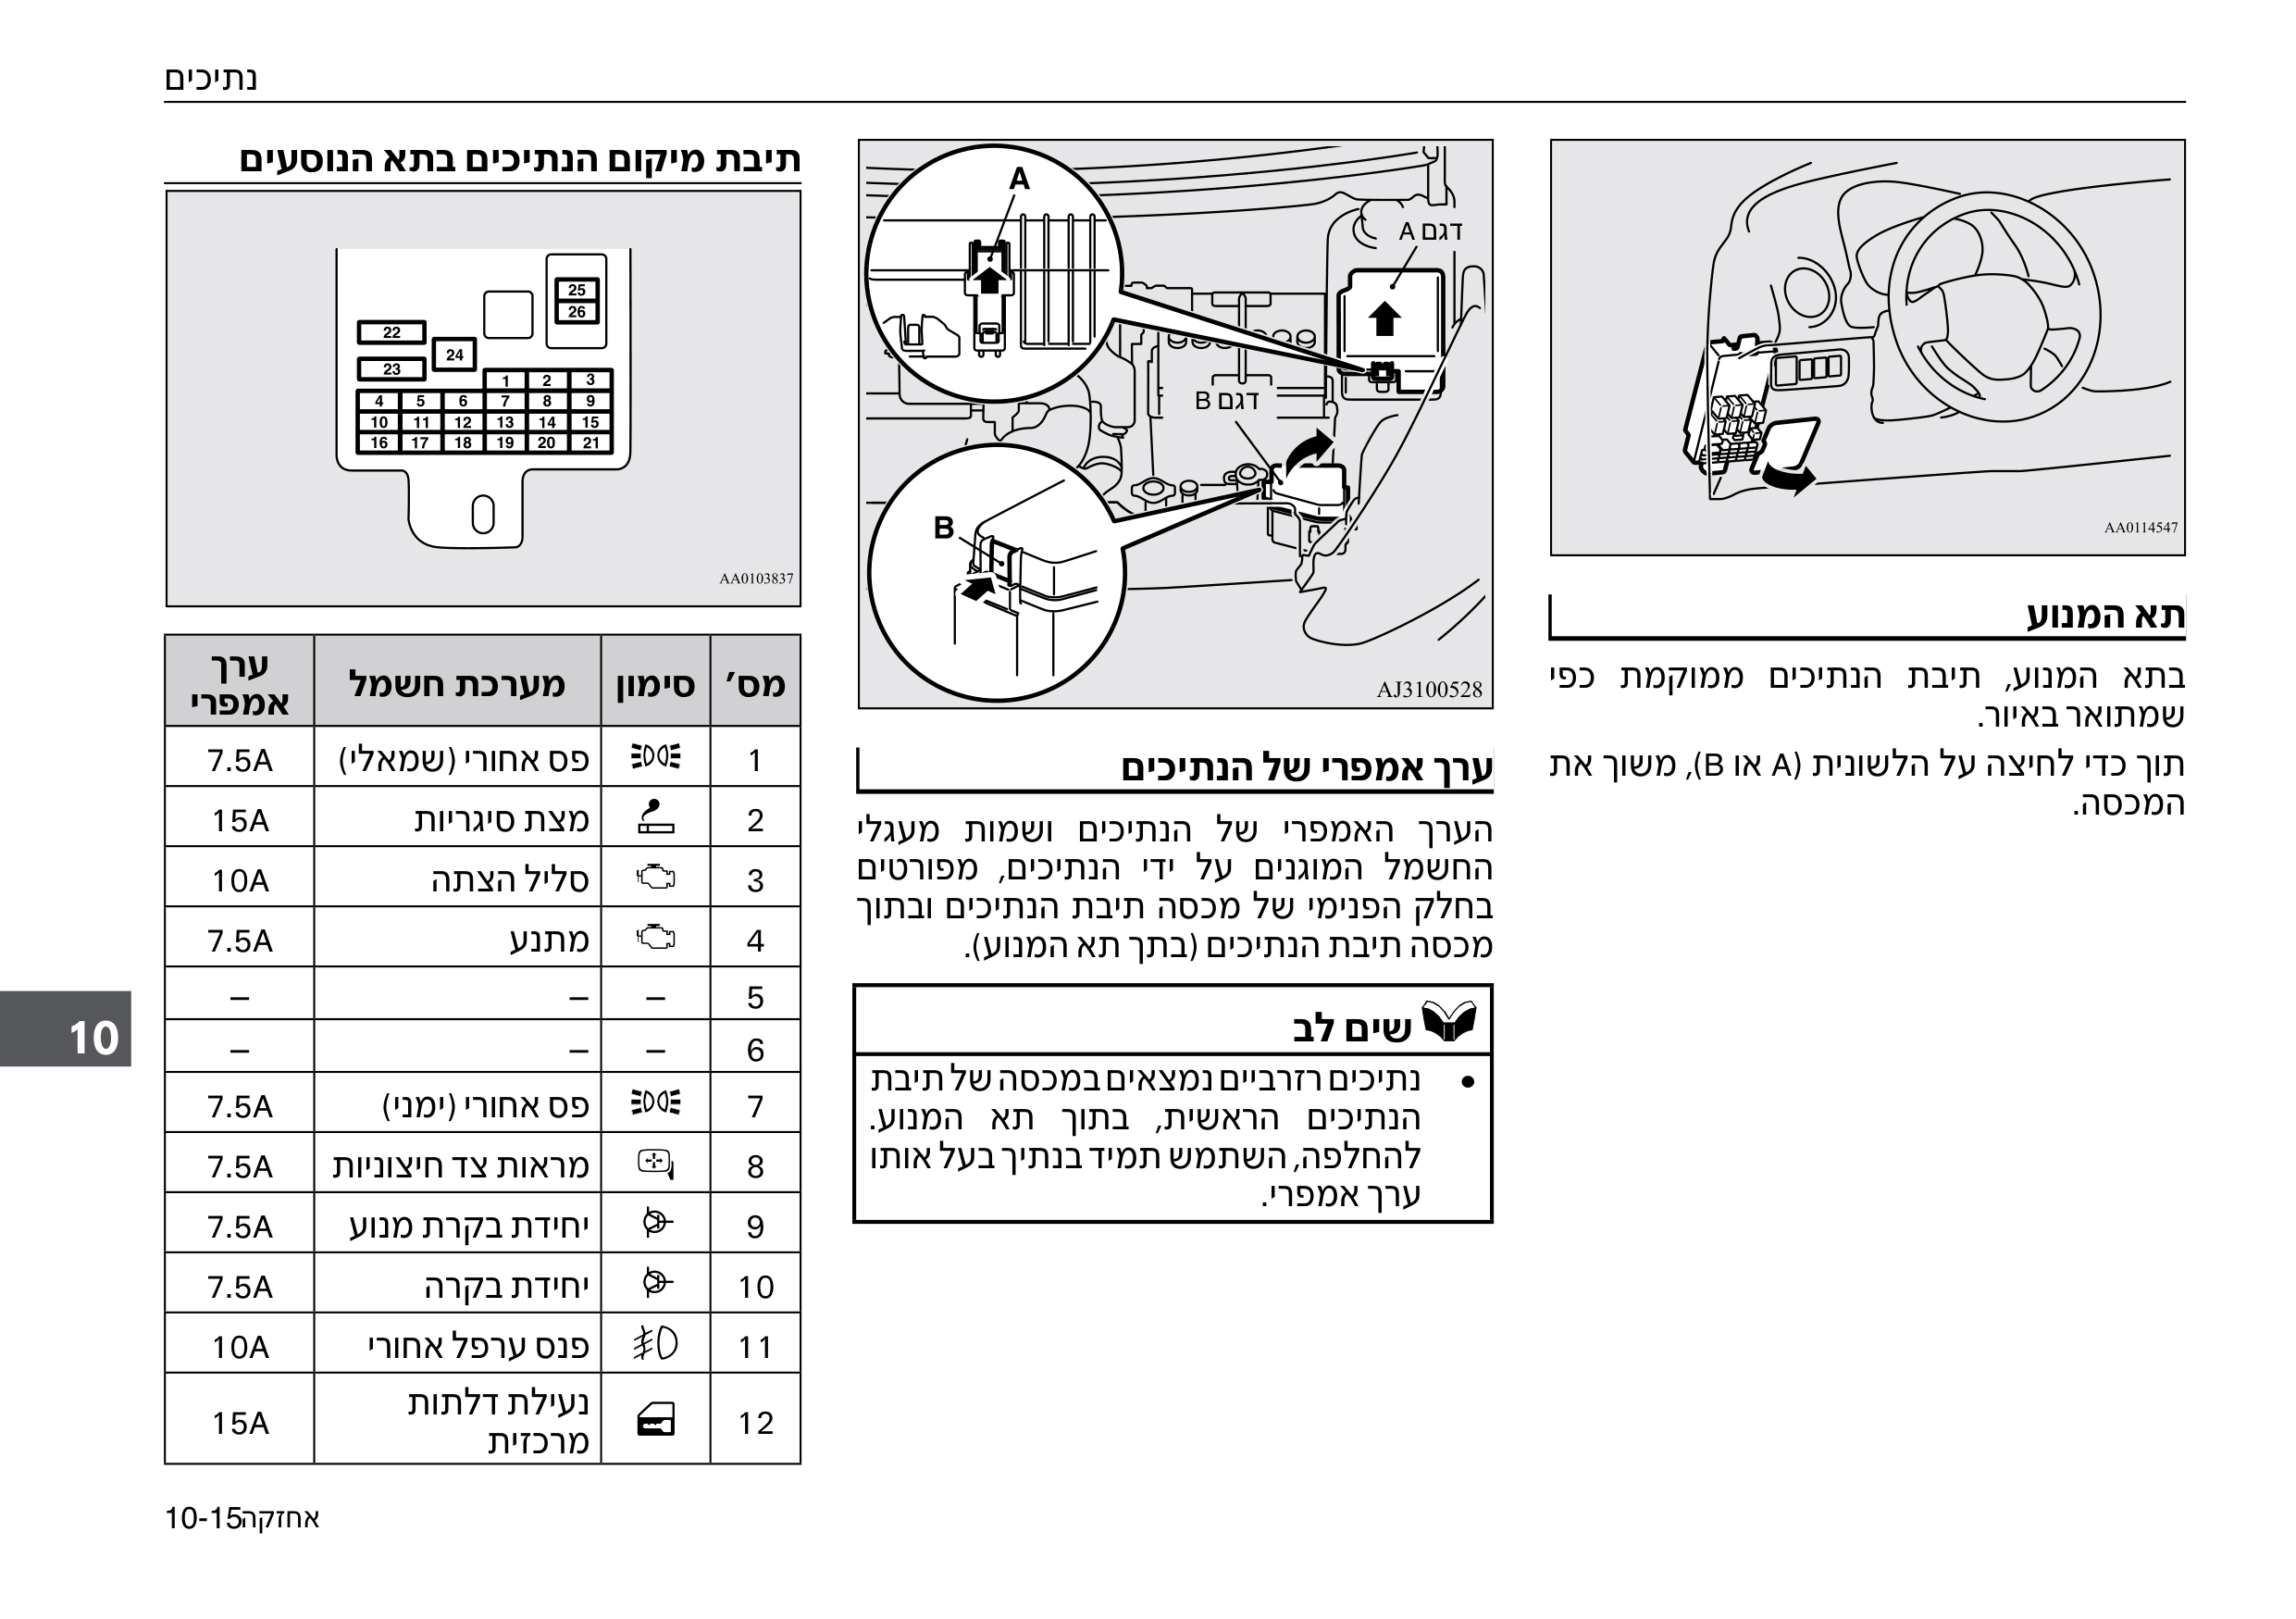 נתיכים
AA0114547
תא המנוע
בתא המנוע, תיבת הנתיכים ממוקמת כפי
שמתואר באיור.
תוך כדי לחיצה על הלשונית (A או B), משוך את
המכסה.
A
דגם A
דגם B
B
AJ3100528
ערך אמפרי של הנתיכים
הערך האמפרי של הנתיכים ושמות מעגלי
החשמל המוגנים על ידי הנתיכים, מפורטים
בחלק הפנימי של מכסה תיבת הנתיכים ובתוך
מכסה תיבת הנתיכים (בתך תא המנוע).
שים לב
• נתיכים רזרביים נמצאים במכסה של תיבת
הנתיכים הראשית, בתוך תא המנוע.
להחלפה, השתמש תמיד בנתיך בעל אותו
ערך אמפרי.
תיבת מיקום הנתיכים בתא הנוסעים
25
26
22
24
23
1 2 3
4 5 6 7 8 9
10 11 12 13 14 15
16 17 18 19 20 21
AA0103837
מס' סימון מערכת חשמל ערך אמפרי
1 פס אחורי (שמאלי) 7.5A
2 מצת סיגריות 15A
3 סליל הצתה 10A
4 מתנע 7.5A
5 – – –
6 – – –
7 פס אחורי (ימני) 7.5A
8 מראות צד חיצוניות 7.5A
9 יחידת בקרת מנוע 7.5A
10 יחידת בקרה 7.5A
11 פנס ערפל אחורי 10A
12 נעילת דלתות מרכזית 15A
10
אחזקה10-15